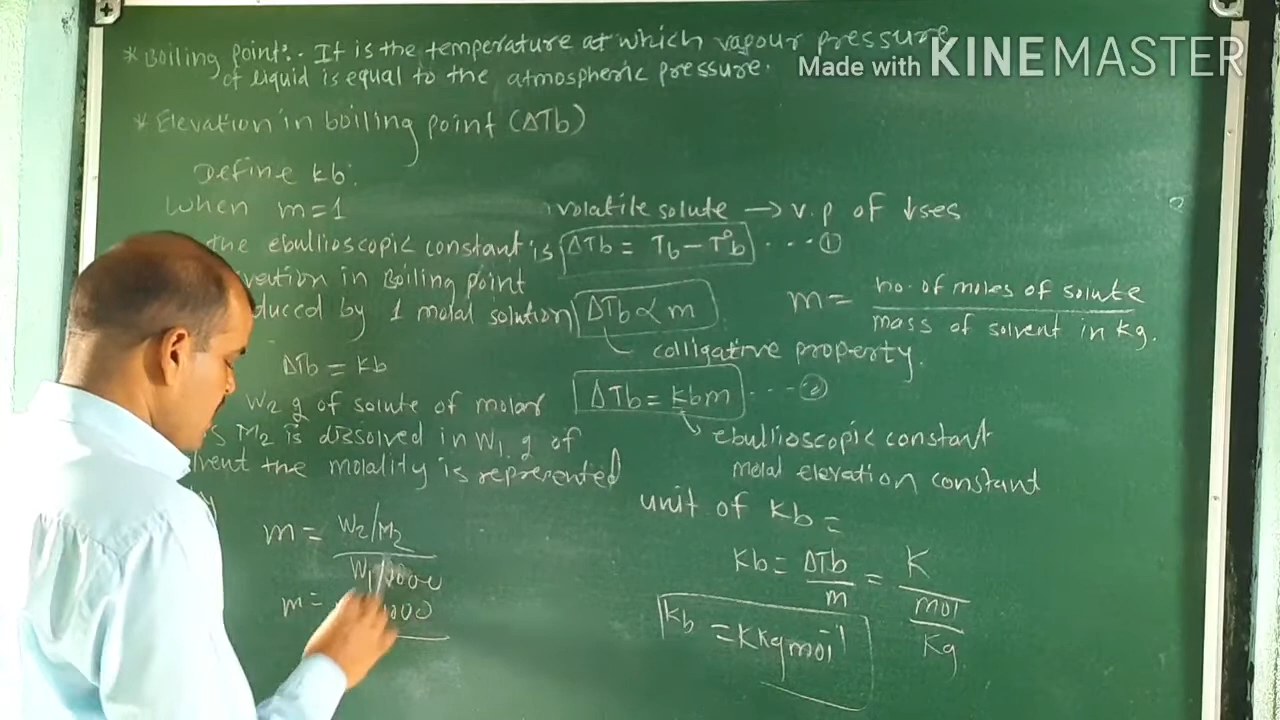 Made with KINEMASTER
* Boiling point:. It is the temperature at which vapour pressure
of liquid is equal to the atmospheric pressure.
* Elevation in boiling point (ΔTb)
Define kb:
When m=1
the ebullioscopic constant is
in Boiling point
by 1 molal solution
ΔTb = kb
W2 g of solute of molar
M2 is dissolved in W1 g of
the molality is represented
m = W2/M2
W1/1000
m =
volatile solute → v.p of ↓ses
ΔTb = Tb – T°b ....①
ΔTb ∝ m
colligative property.
ΔTb = kbm ....②
ebullioscopic constant
molal elevation constant
m = no. of moles of solute
mass of solvent in kg.
unit of kb =
kb = ΔTb/m = K
mol
Kg
kb = K kg mol⁻¹